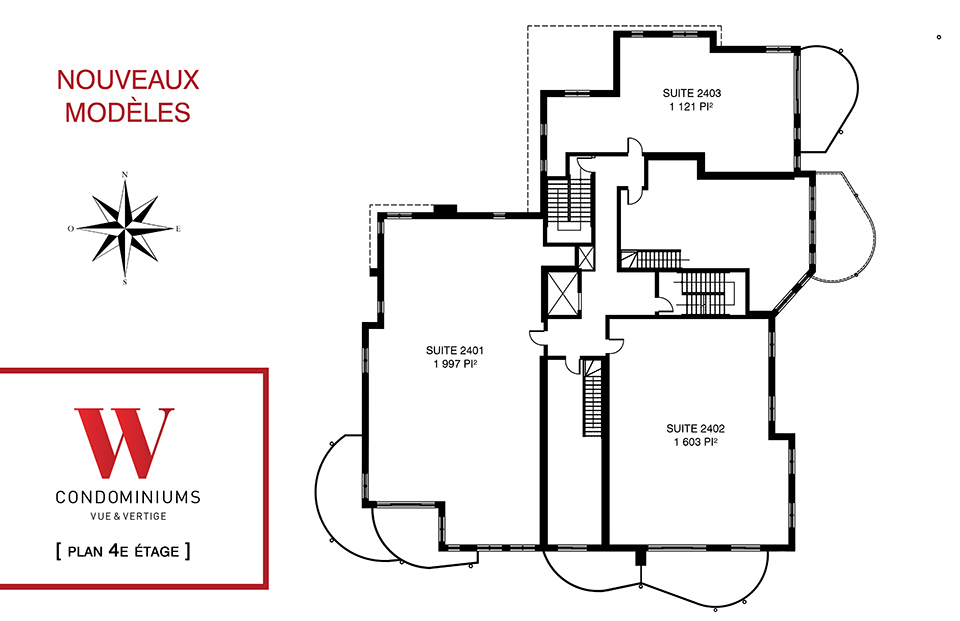 NOUVEAUX
MODÈLES
N
O
E
S
W
CONDOMINIUMS
VUE & VERTIGE
[ PLAN 4E ÉTAGE ]
SUITE 2403
1 121 PI²
SUITE 2401
1 997 PI²
SUITE 2402
1 603 PI²